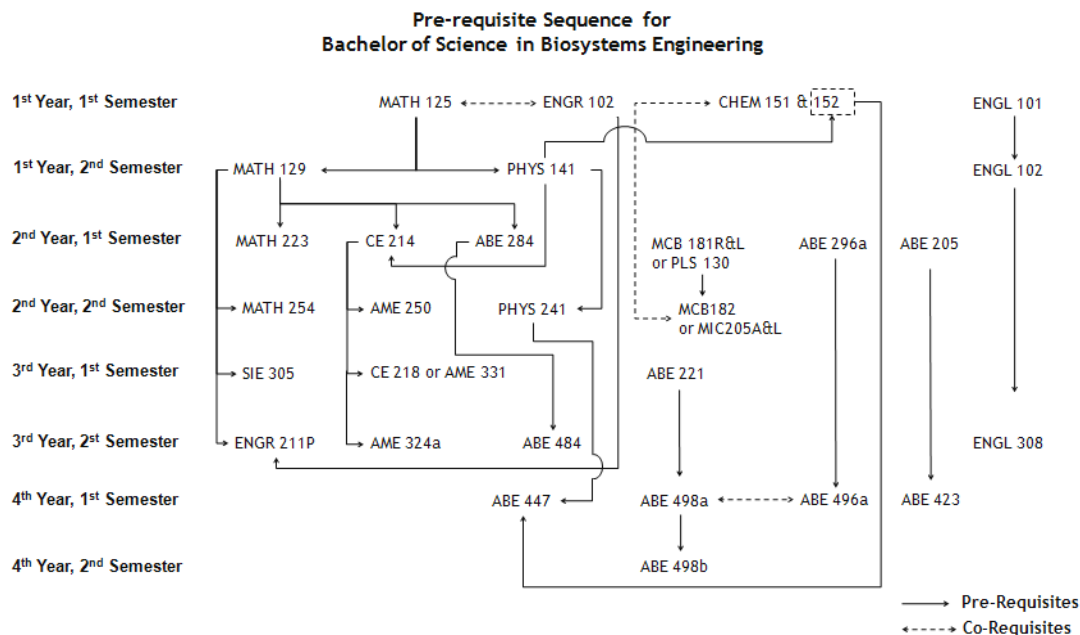 Pre-requisite Sequence for
Bachelor of Science in Biosystems Engineering
1st Year, 1st Semester MATH 125 ENGR 102 CHEM 151 & 152 ENGL 101
1st Year, 2nd Semester MATH 129 PHYS 141 ENGL 102
2nd Year, 1st Semester MATH 223 CE 214 ABE 284 MCB 181R&L ABE 296a ABE 205
or PLS 130
2nd Year, 2nd Semester MATH 254 AME 250 PHYS 241 MCB182
or MIC205A&L
3rd Year, 1st Semester SIE 305 CE 218 or AME 331 ABE 221
3rd Year, 2st Semester ENGR 211P AME 324a ABE 484 ENGL 308
4th Year, 1st Semester ABE 447 ABE 498a ABE 496a ABE 423
4th Year, 2nd Semester ABE 498b
Pre-Requisites
Co-Requisites